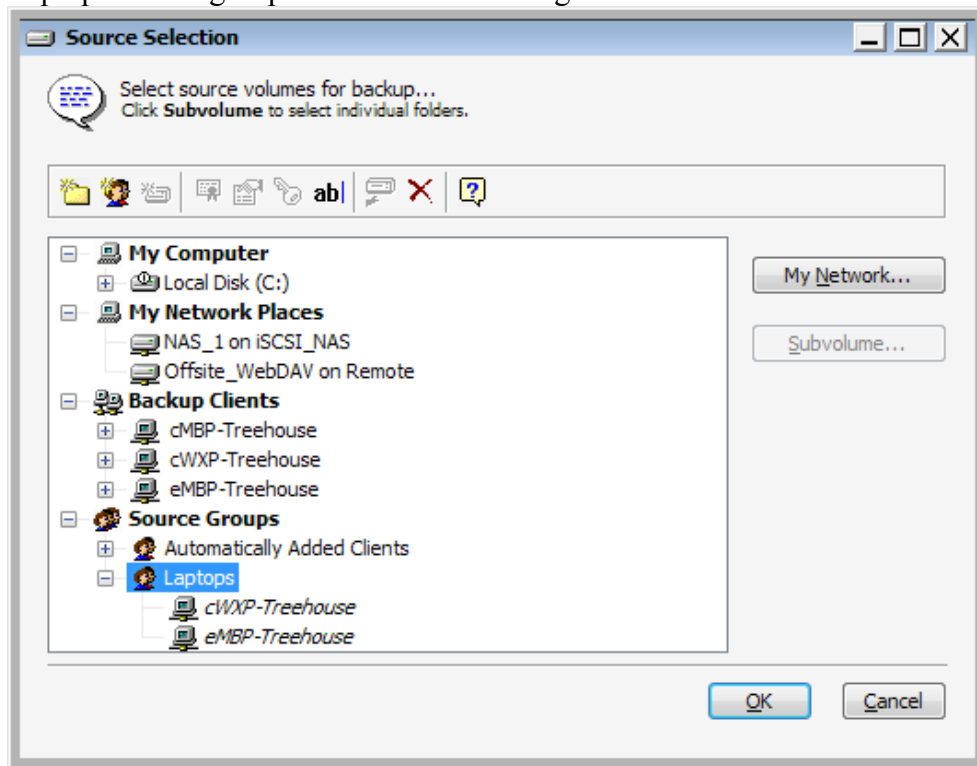 Source Selection
Select source volumes for backup...
Click Subvolume to select individual folders.
ab|
My Computer
Local Disk (C:)
My Network Places
NAS_1 on iSCSI_NAS
Offsite_WebDAV on Remote
Backup Clients
cMBP-Treehouse
cWXP-Treehouse
eMBP-Treehouse
Source Groups
Automatically Added Clients
Laptops
cWXP-Treehouse
eMBP-Treehouse
My Network...
Subvolume...
OK
Cancel